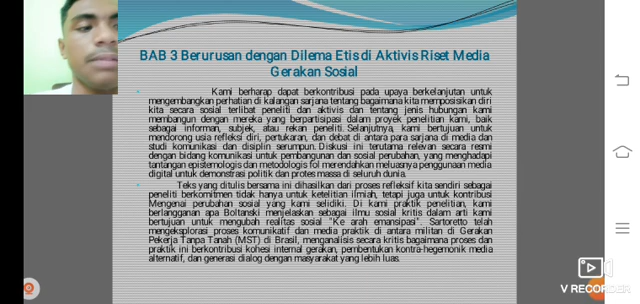 BAB 3 Berurusan dengan Dilema Etis di Aktivis Riset Media
Gerakan Sosial
Kami berharap dapat berkontribusi pada upaya berkelanjutan untuk
mengembangkan perhatian di kalangan sarjana tentang bagaimana kita memposisikan diri
kita secara sosial terlibat peneliti dan aktivis dan tentang jenis hubungan kami
membangun dengan mereka yang berpartisipasi dalam proyek penelitian kami, baik
sebagai informan, subjek, atau rekan peneliti. Selanjutnya, kami bertujuan untuk
mendorong usia refleksi diri, pertukaran, dan debat di antara para sarjana di media dan
studi komunikasi dan disiplin serumpun. Diskusi ini terutama relevan secara resmi
dengan bidang komunikasi untuk pembangunan dan sosial perubahan, yang menghadapi
tantangan epistemologis dan metodologis fol merendahkan meluasnya penggunaan media
digital untuk demonstrasi politik dan protes massa di seluruh dunia.
Teks yang ditulis bersama ini dihasilkan dari proses reflektif kita sendiri sebagai
peneliti berkomitmen tidak hanya untuk ketelitian ilmiah, tetapi juga untuk kontribusi
Mengenai perubahan sosial yang kami selidiki. Di kami praktik penelitian, kami
berlangganan apa Boltanski menjelaskan sebagai ilmu sosial kritis dalam arti kami
bertujuan untuk mengubah realitas sosial "Ke arah emansipasi". Sartoretto telah
mengeksplorasi proses komunikatif dan media praktik di antara militan di Gerakan
Pekerja Tanpa Tanah (MST) di Brasil, menganalisis secara kritis bagaimana proses dan
praktik ini berkontribusi kohesi internal gerakan, pembentukan kontra-hegemonik media
alternatif, dan generasi dialog dengan masyarakat yang lebih luas.
V RECORDER